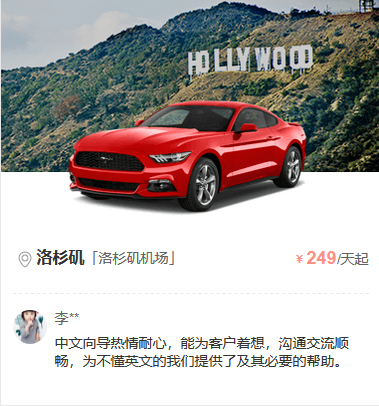 HOLLYWOOD
洛杉矶「洛杉矶机场」 ￥249/天起
李**
中文向导热情耐心，能为客户着想，沟通交流顺
畅，为不懂英文的我们提供了及其必要的帮助。